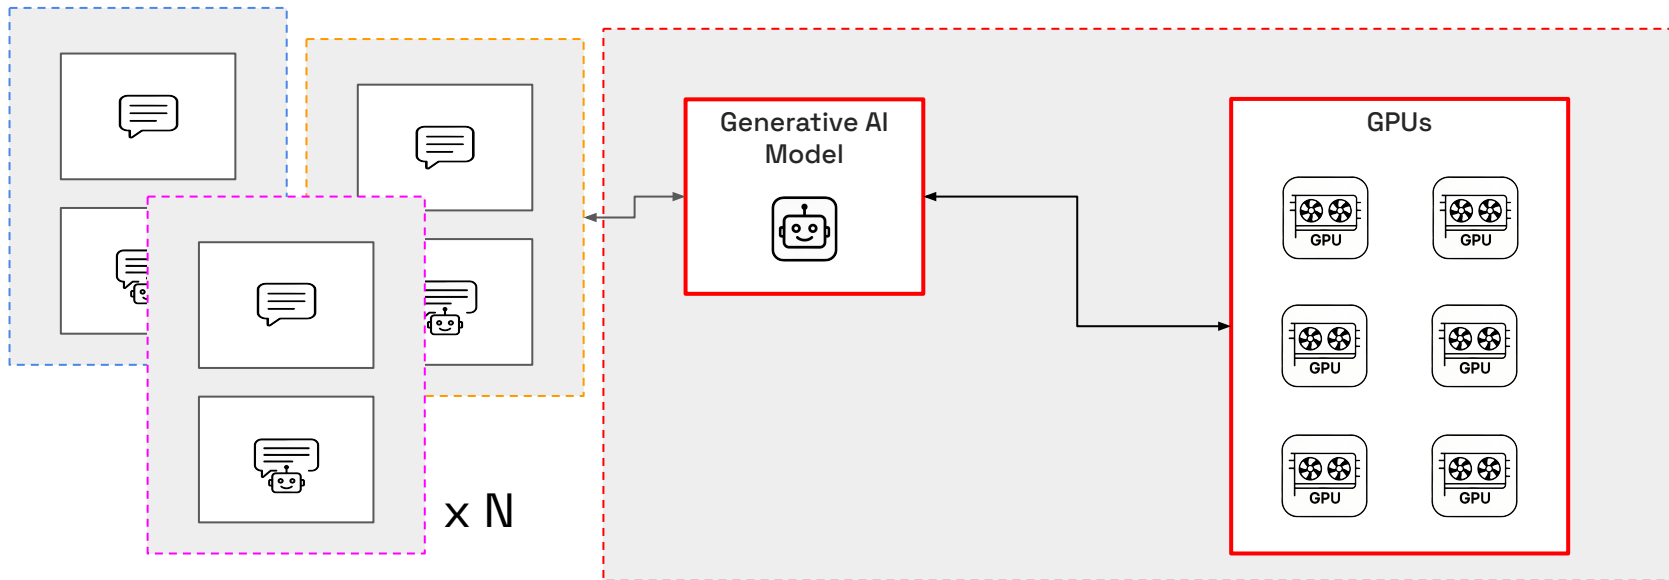 Generative AI
Model
GPUs
GPU
GPU
GPU
GPU
GPU
GPU
x N